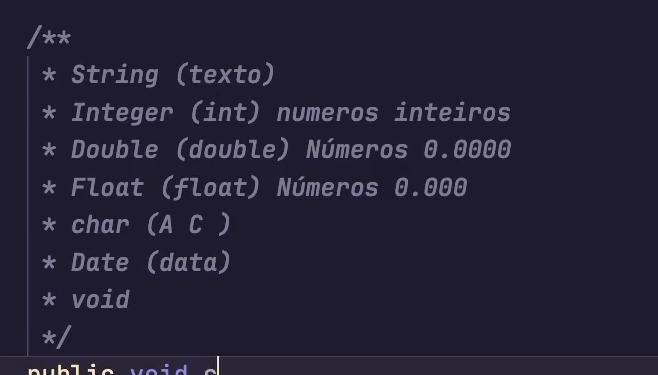 /**
* String (texto)
* Integer (int) numeros inteiros
* Double (double) Números 0.0000
* Float (float) Números 0.000
* char (A C )
* Date (data)
* void
*/
public void c